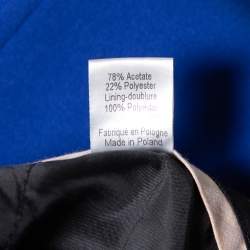 78% Acetate
22% Polyester
Lining-doublure
100% Polyester
Fabriqué en Pologne
Made in Poland